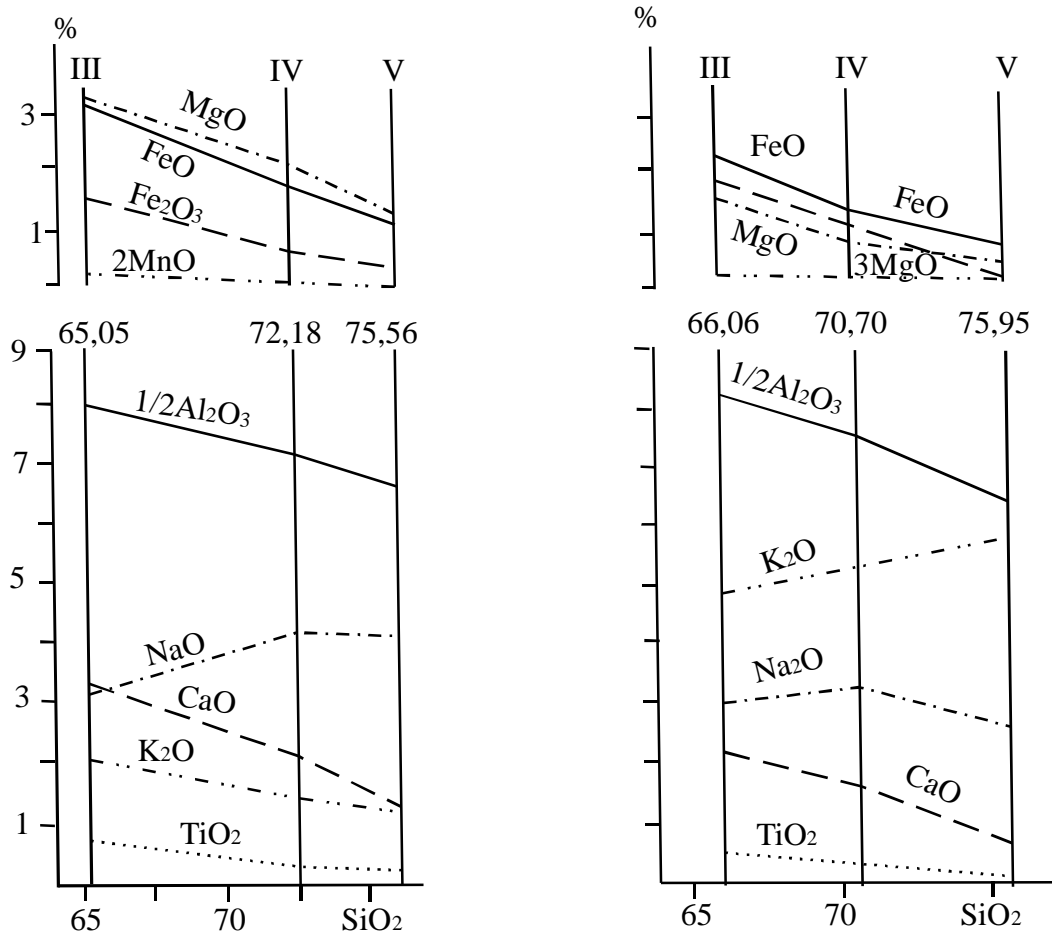 %
III IV V
3
MgO
FeO
Fe2O3
1
2MnO
65,05 72,18 75,56
9
1/2Al2O3
7
5
NaO
3
CaO
K2O
1
TiO2
65 70 SiO2
%
III IV V
FeO
FeO
MgO
3MgO
66,06 70,70 75,95
1/2Al2O3
K2O
Na2O
CaO
TiO2
65 70 SiO2